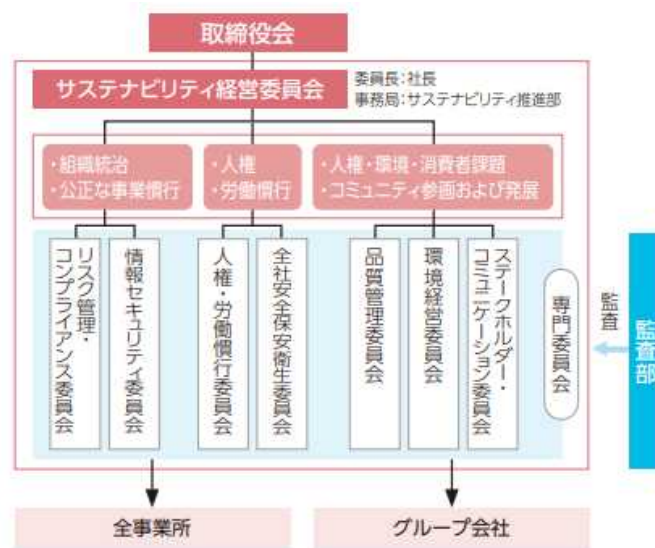 取締役会
サステナビリティ経営委員会
委員長:社長
事務局:サステナビリティ推進部
・組織統治
・公正な事業慣行
・人権
・労働慣行
・人権・環境・消費者課題
・コミュニティ参画および発展
リスク管理・
コンプライアンス委員会
情報セキュリティ委員会
人権・労働慣行委員会
全社安全保安衛生委員会
品質管理委員会
環境経営委員会
ステークホルダー・
コミュニケーション委員会
専門委員会
監査
監査部
全事業所
グループ会社